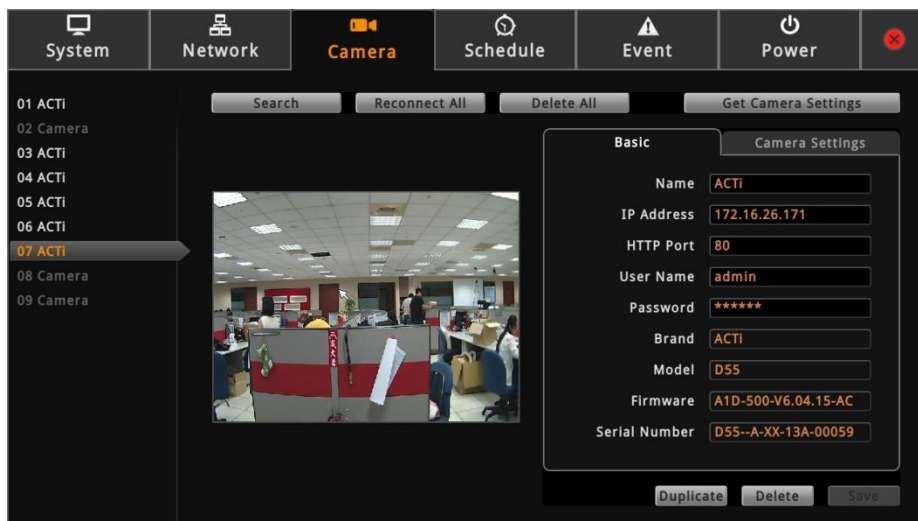 System Network Camera Schedule Event Power
Search Reconnect All Delete All Get Camera Settings
01 ACTi
02 Camera
03 ACTi
04 ACTi
05 ACTi
06 ACTi
07 ACTi
08 Camera
09 Camera
Basic Camera Settings
Name ACTi
IP Address 172.16.26.171
HTTP Port 80
User Name admin
Password ******
Brand ACTi
Model D55
Firmware A1D-500-V6.04.15-AC
Serial Number D55--A-XX-13A-00059
Duplicate Delete Save